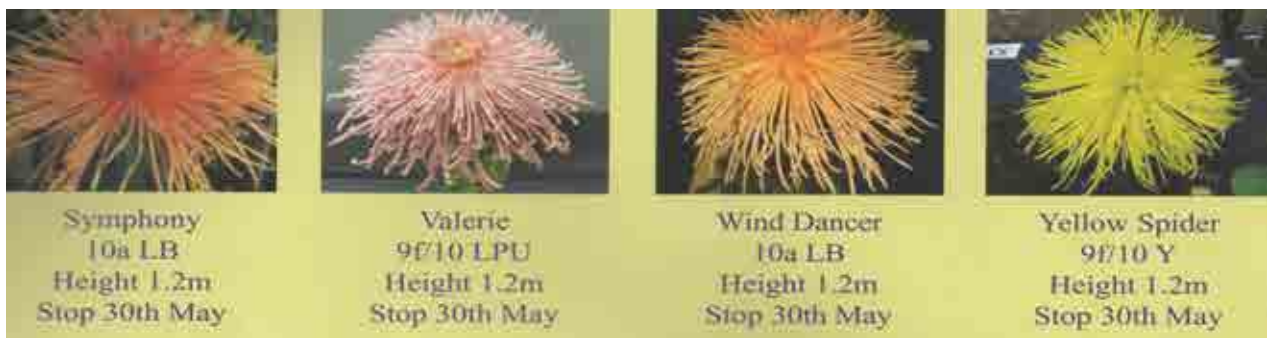 Symphony
10a LB
Height 1.2m
Stop 30th May
Valerie
9f/10 LPU
Height 1.2m
Stop 30th May
Wind Dancer
10a LB
Height 1.2m
Stop 30th May
Yellow Spider
9f/10 Y
Height 1.2m
Stop 30th May